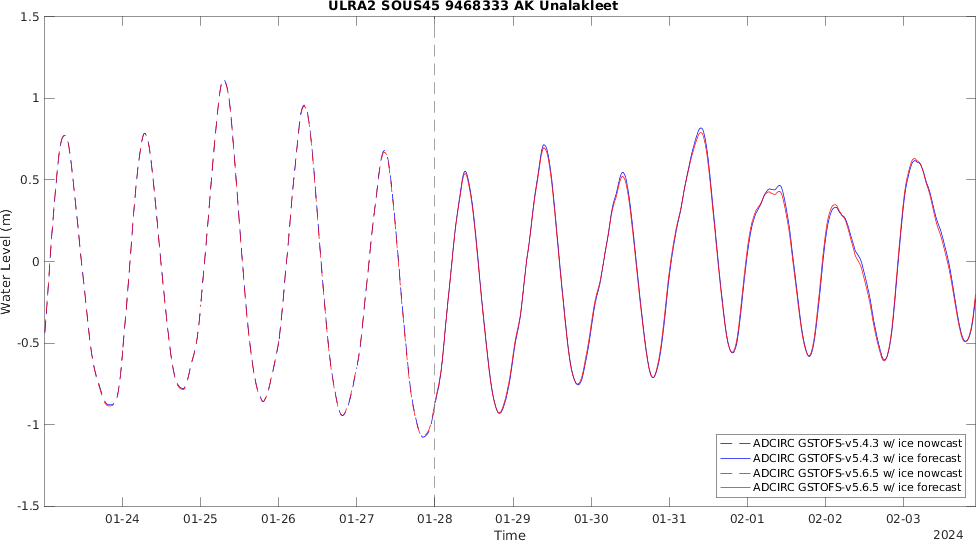 ULRA2 SOUS45 9468333 AK Unalakleet
1.5
1
0.5
0
-0.5
-1
-1.5
Water Level (m)
01-24 01-25 01-26 01-27 01-28 01-29 01-30 01-31 02-01 02-02 02-03
Time
2024
ADCIRC GSTOFS-v5.4.3 w/ ice nowcast
ADCIRC GSTOFS-v5.4.3 w/ ice forecast
ADCIRC GSTOFS-v5.6.5 w/ ice nowcast
ADCIRC GSTOFS-v5.6.5 w/ ice forecast